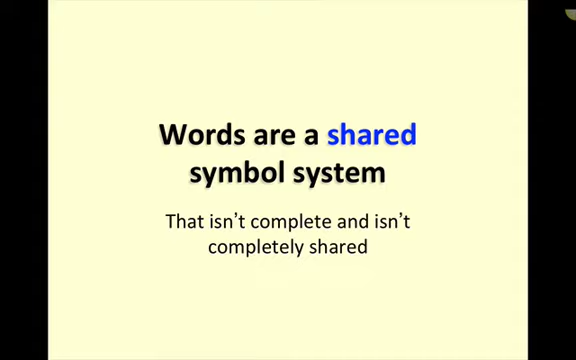 Words are a shared
symbol system
That isn't complete and isn't
completely shared